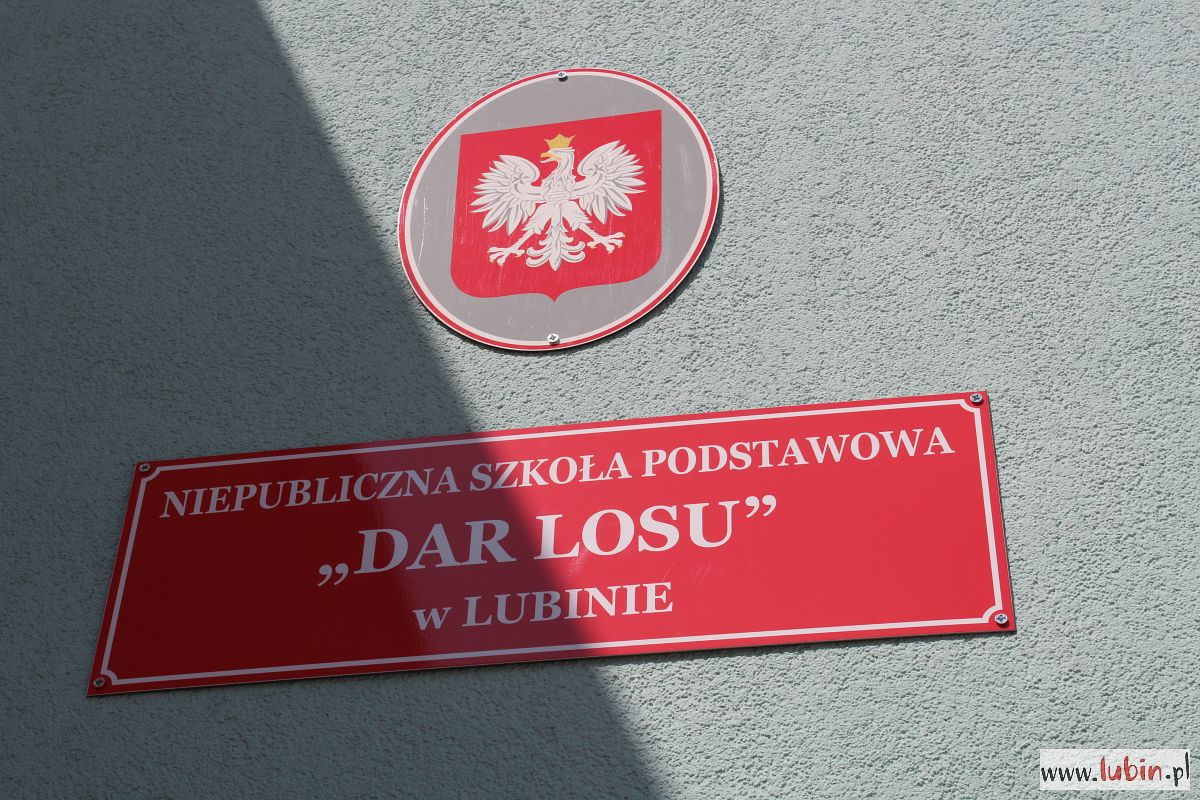 NIEPUBLICZNA SZKOŁA PODSTAWOWA
„DAR LOSU”
w LUBINIE
www.lubin.pl